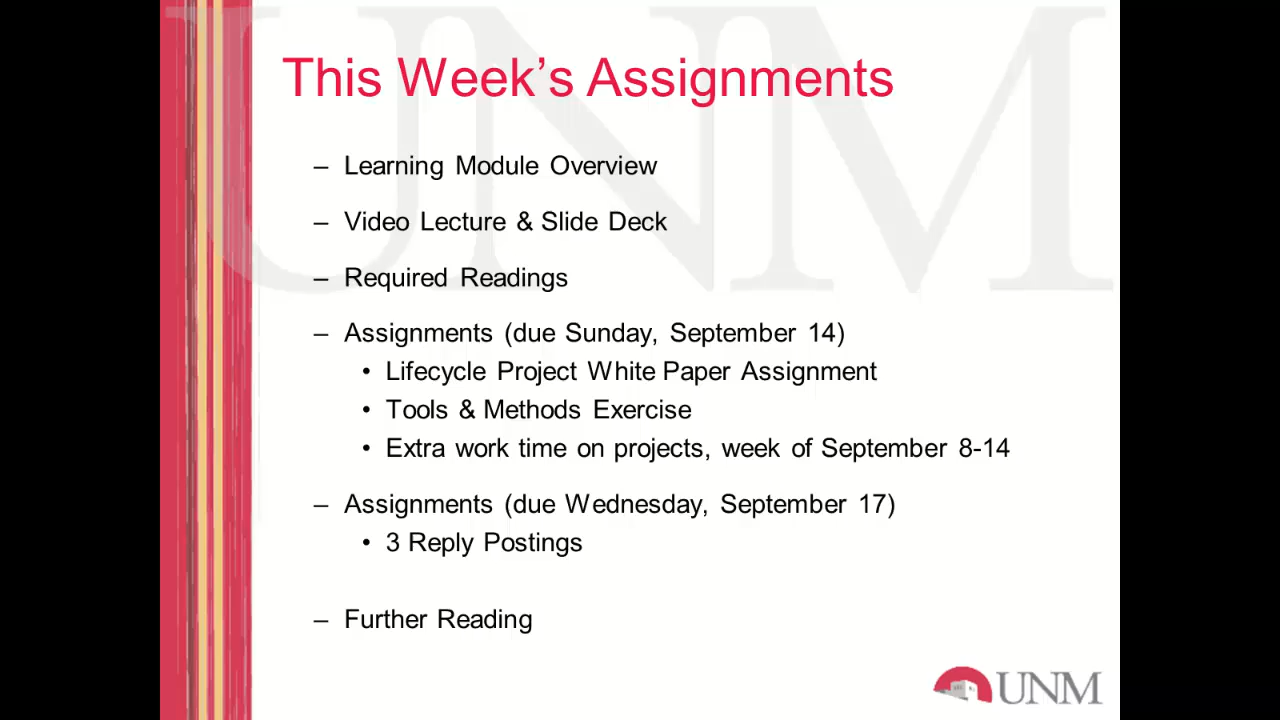 This Week’s Assignments
– Learning Module Overview
– Video Lecture & Slide Deck
– Required Readings
– Assignments (due Sunday, September 14)
• Lifecycle Project White Paper Assignment
• Tools & Methods Exercise
• Extra work time on projects, week of September 8-14
– Assignments (due Wednesday, September 17)
• 3 Reply Postings
– Further Reading
UNM
UNM